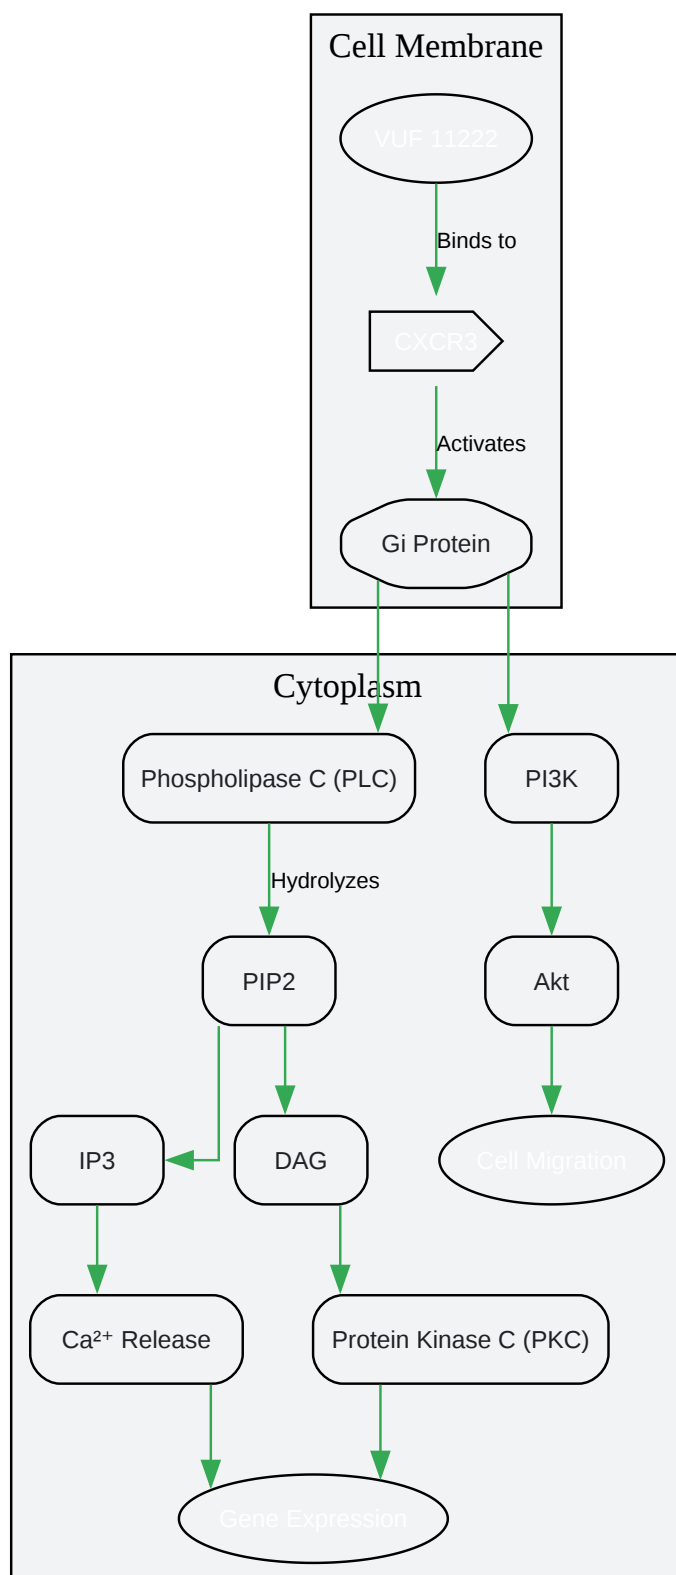 Cell Membrane
VUF 11222
Binds to
CXCR3
Activates
Gi Protein
Cytoplasm
Phospholipase C (PLC)
PI3K
Hydrolyzes
PIP2
Akt
IP3
DAG
Cell Migration
Ca²⁺ Release
Protein Kinase C (PKC)
Gene Expression